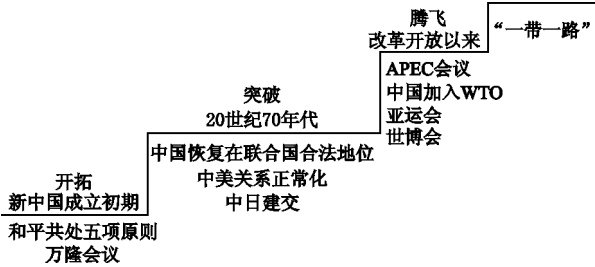 腾飞
改革开放以来
“一带一路”
APEC会议
中国加入WTO
亚运会
世博会
突破
20世纪70年代
中国恢复在联合国合法地位
中美关系正常化
中日建交
开拓
新中国成立初期
和平共处五项原则
万隆会议